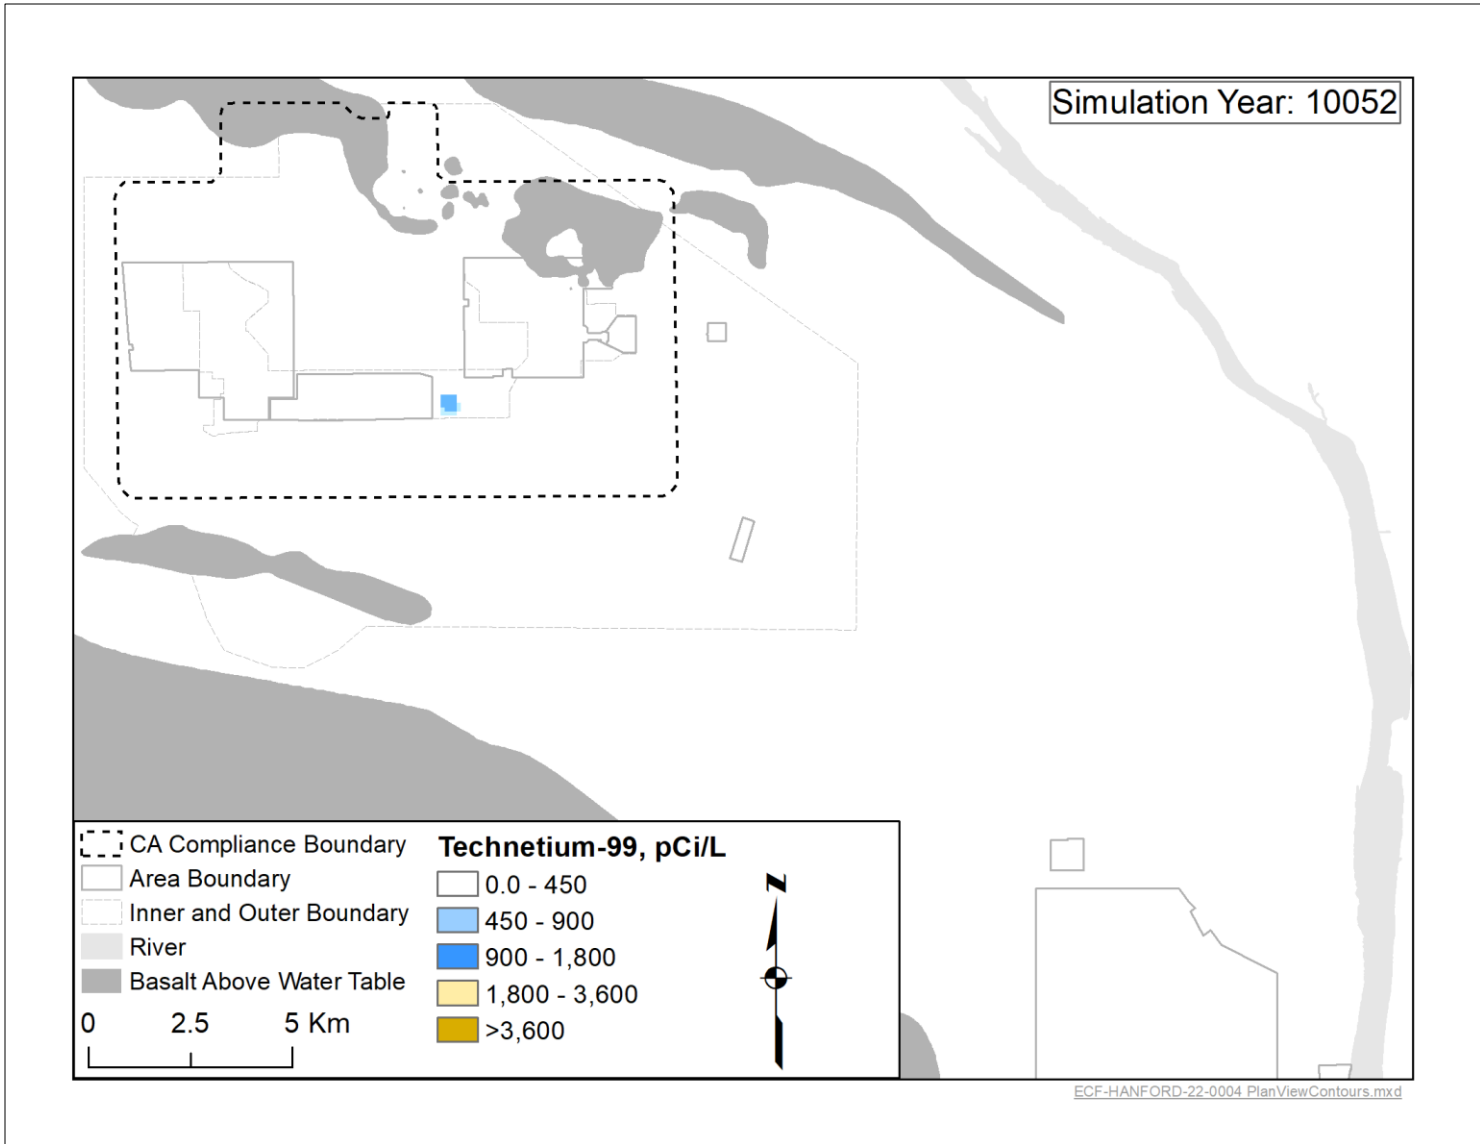 Simulation Year: 10052
CA Compliance Boundary
Area Boundary
Inner and Outer Boundary
River
Basalt Above Water Table
0 2.5 5 Km
Technetium-99, pCi/L
0.0 - 450
450 - 900
900 - 1,800
1,800 - 3,600
>3,600
N
ECF-HANFORD-22-0004 PlanViewContours.mxd